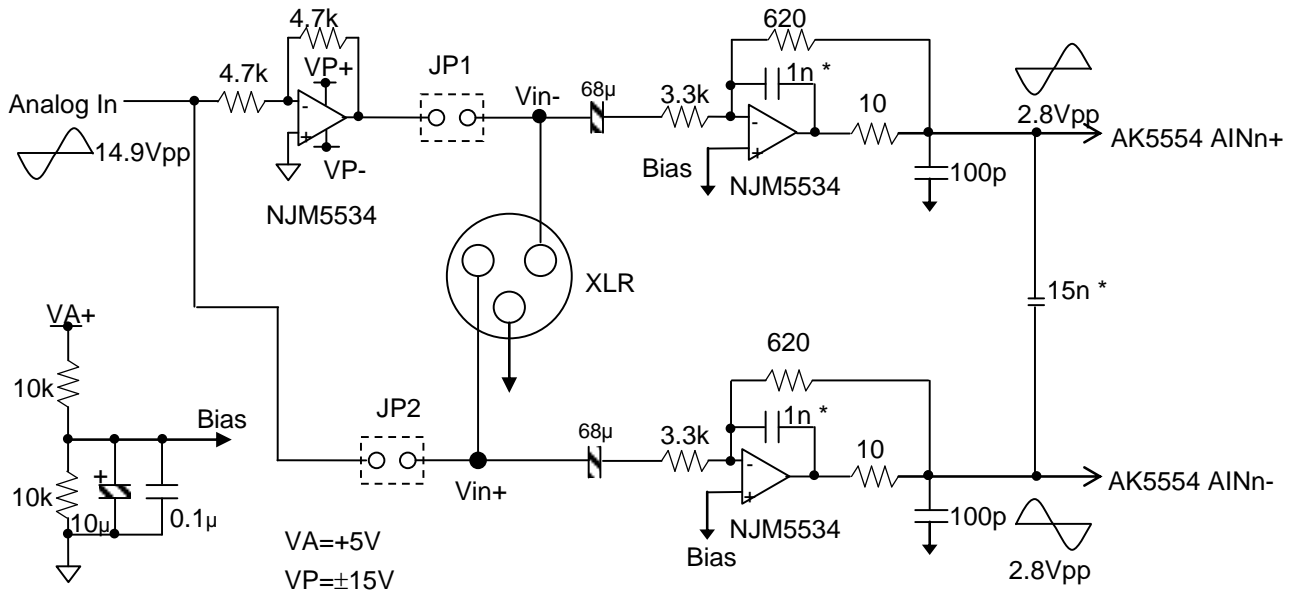 4.7k
620
4.7k
VP+
JP1
1n *
Vin-
68µ
3.3k
10
2.8Vpp
Analog In
-
+
-
+
AK5554 AINn+
14.9Vpp
VP-
Bias
100p
NJM5534
NJM5534
XLR
15n *
VA+
620
10k
JP2
1n *
Bias
68µ
3.3k
10
+
-
+
AK5554 AINn-
10k
10µ
0.1µ
Vin+
NJM5534
100p
Bias
VA=+5V
2.8Vpp
VP=±15V